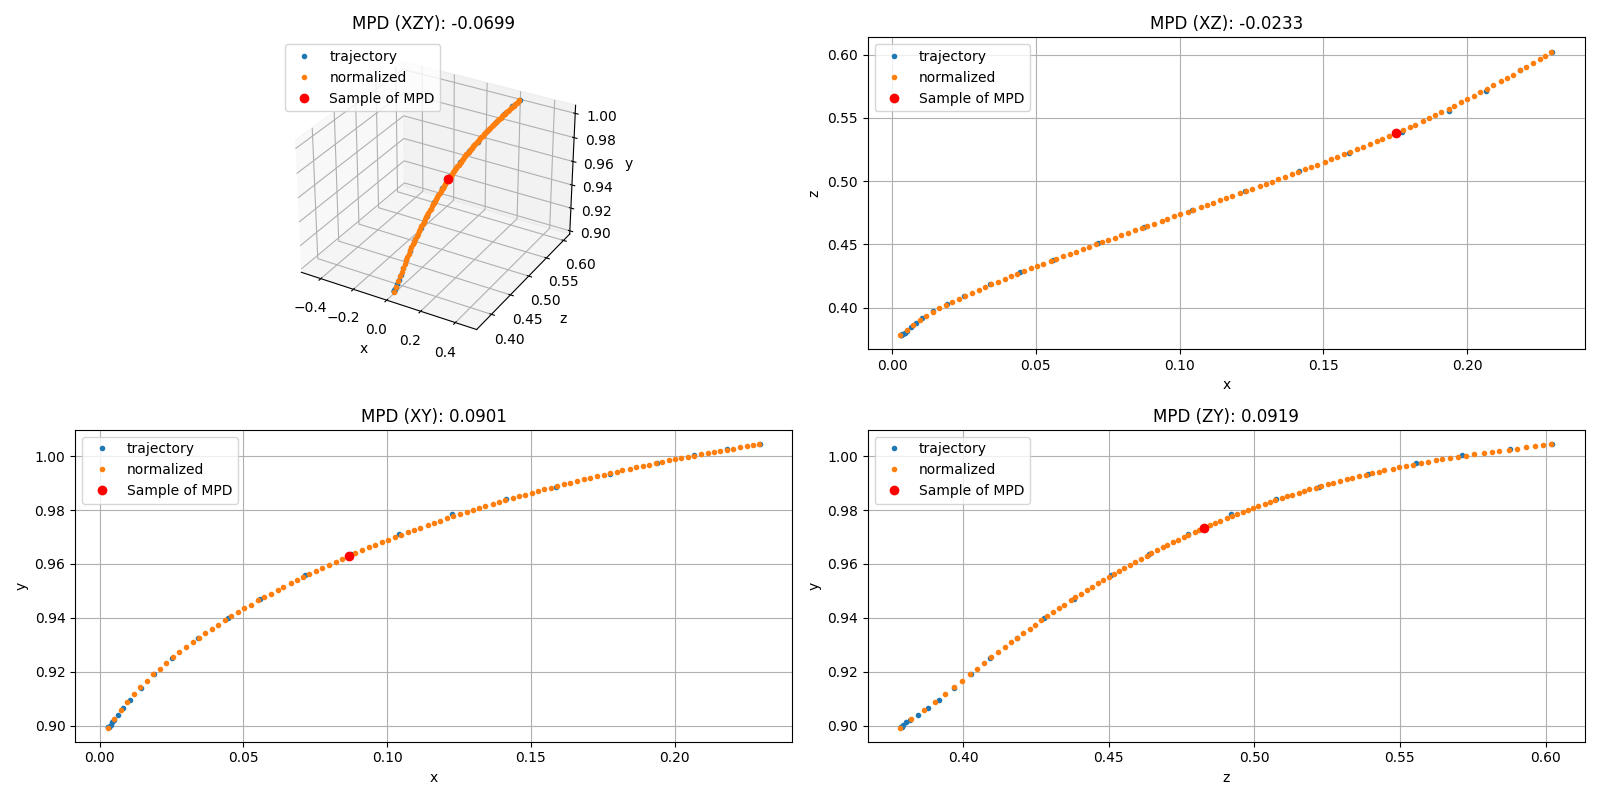 MPD (XZY): -0.0699
trajectory
normalized
Sample of MPD
1.00
0.98
0.96
0.94
0.92
0.90
y
0.60
0.55
0.50
0.45
0.40
z
−0.4
−0.2
0.0
0.2
0.4
x
MPD (XZ): -0.0233
trajectory
normalized
Sample of MPD
0.60
0.55
0.50
0.45
0.40
z
0.00 0.05 0.10 0.15 0.20
x
MPD (XY): 0.0901
trajectory
normalized
Sample of MPD
1.00
0.98
0.96
0.94
0.92
0.90
y
0.00 0.05 0.10 0.15 0.20
x
MPD (ZY): 0.0919
trajectory
normalized
Sample of MPD
1.00
0.98
0.96
0.94
0.92
0.90
y
0.40 0.45 0.50 0.55 0.60
z